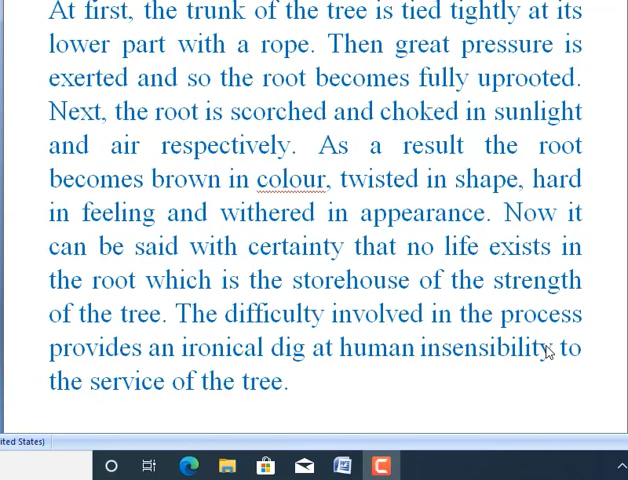 At first, the trunk of the tree is tied tightly at its
lower part with a rope. Then great pressure is
exerted and so the root becomes fully uprooted.
Next, the root is scorched and choked in sunlight
and air respectively. As a result the root
becomes brown in colour, twisted in shape, hard
in feeling and withered in appearance. Now it
can be said with certainty that no life exists in
the root which is the storehouse of the strength
of the tree. The difficulty involved in the process
provides an ironical dig at human insensibility to
the service of the tree.
ited States)